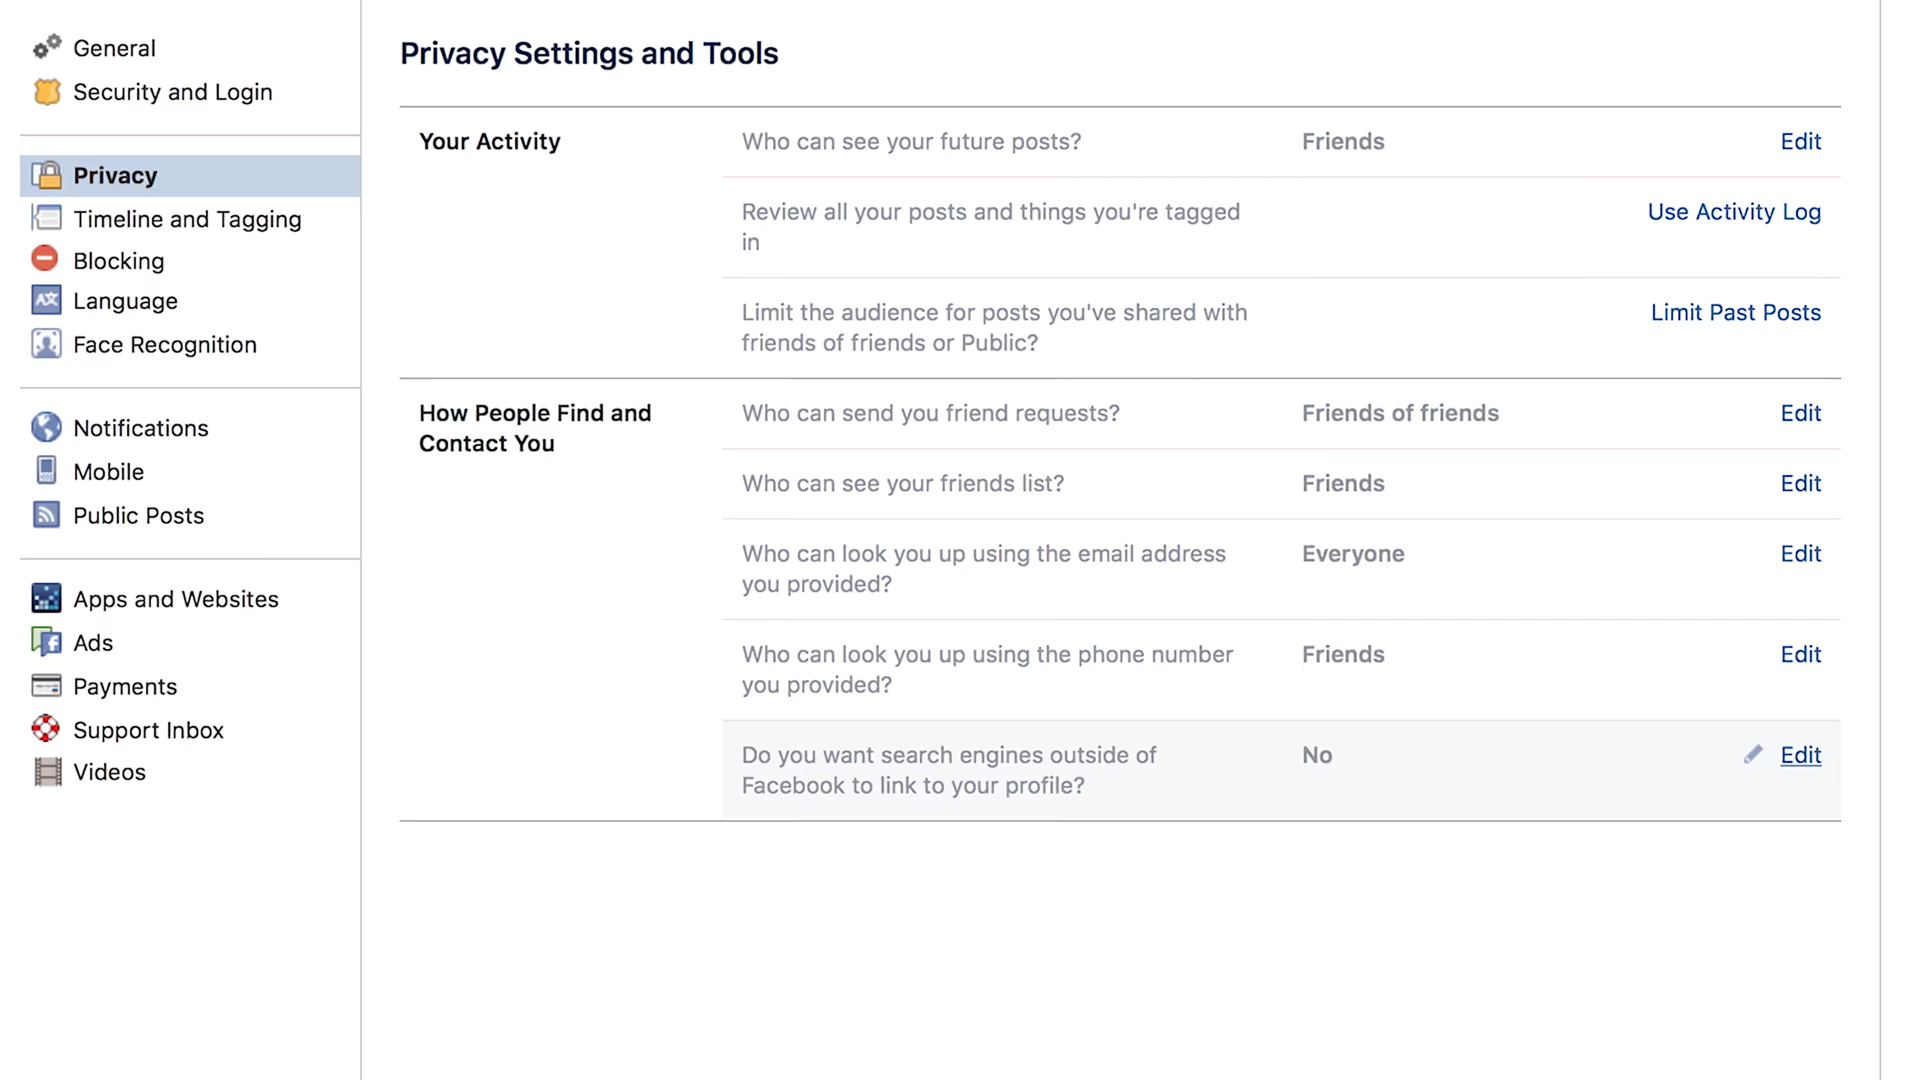 General
Security and Login
Privacy
Timeline and Tagging
Blocking
Language
Face Recognition
Notifications
Mobile
Public Posts
Apps and Websites
Ads
Payments
Support Inbox
Videos
Privacy Settings and Tools
Your Activity
Who can see your future posts? Friends Edit
Review all your posts and things you're tagged Use Activity Log
in
Limit the audience for posts you've shared with Limit Past Posts
friends of friends or Public?
How People Find and Who can send you friend requests? Friends of friends Edit
Contact You
Who can see your friends list? Friends Edit
Who can look you up using the email address Everyone Edit
you provided?
Who can look you up using the phone number Friends Edit
you provided?
Do you want search engines outside of No Edit
Facebook to link to your profile?